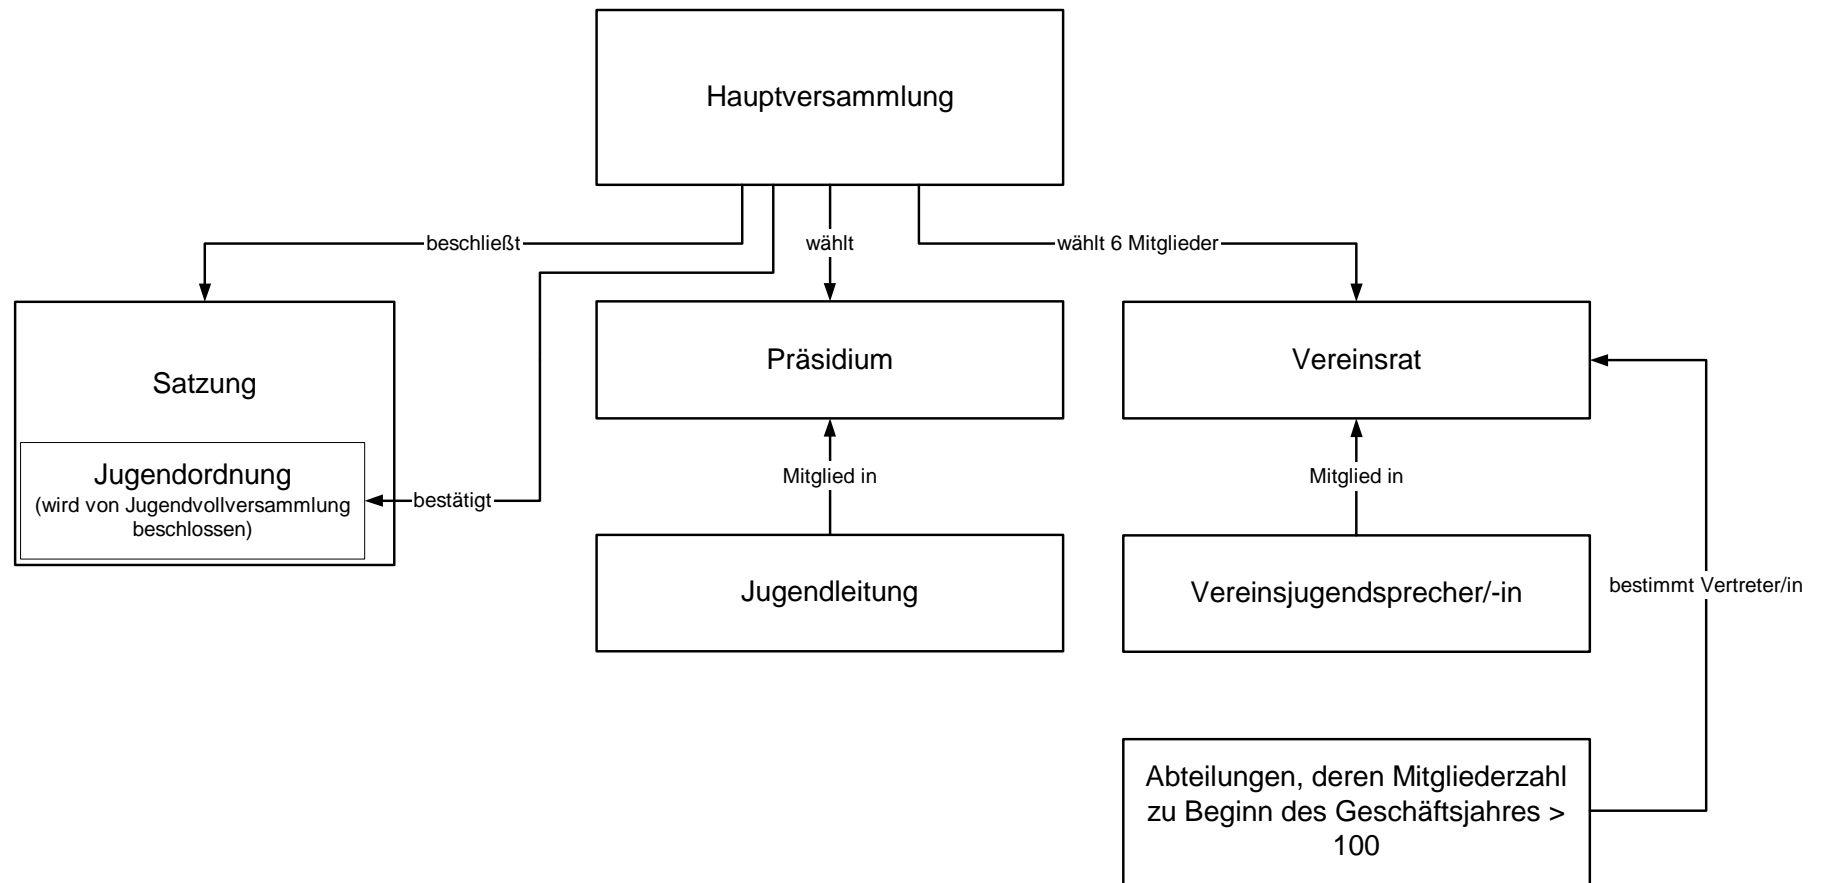 Hauptversammlung
beschließt
wählt
wählt 6 Mitglieder
Satzung
Jugendordnung
(wird von Jugendvollversammlung
beschlossen)
bestätigt
Präsidium
Vereinsrat
Mitglied in
Mitglied in
Jugendleitung
Vereinsjugendsprecher/-in
bestimmt Vertreter/in
Abteilungen, deren Mitgliederzahl
zu Beginn des Geschäftsjahres >
100